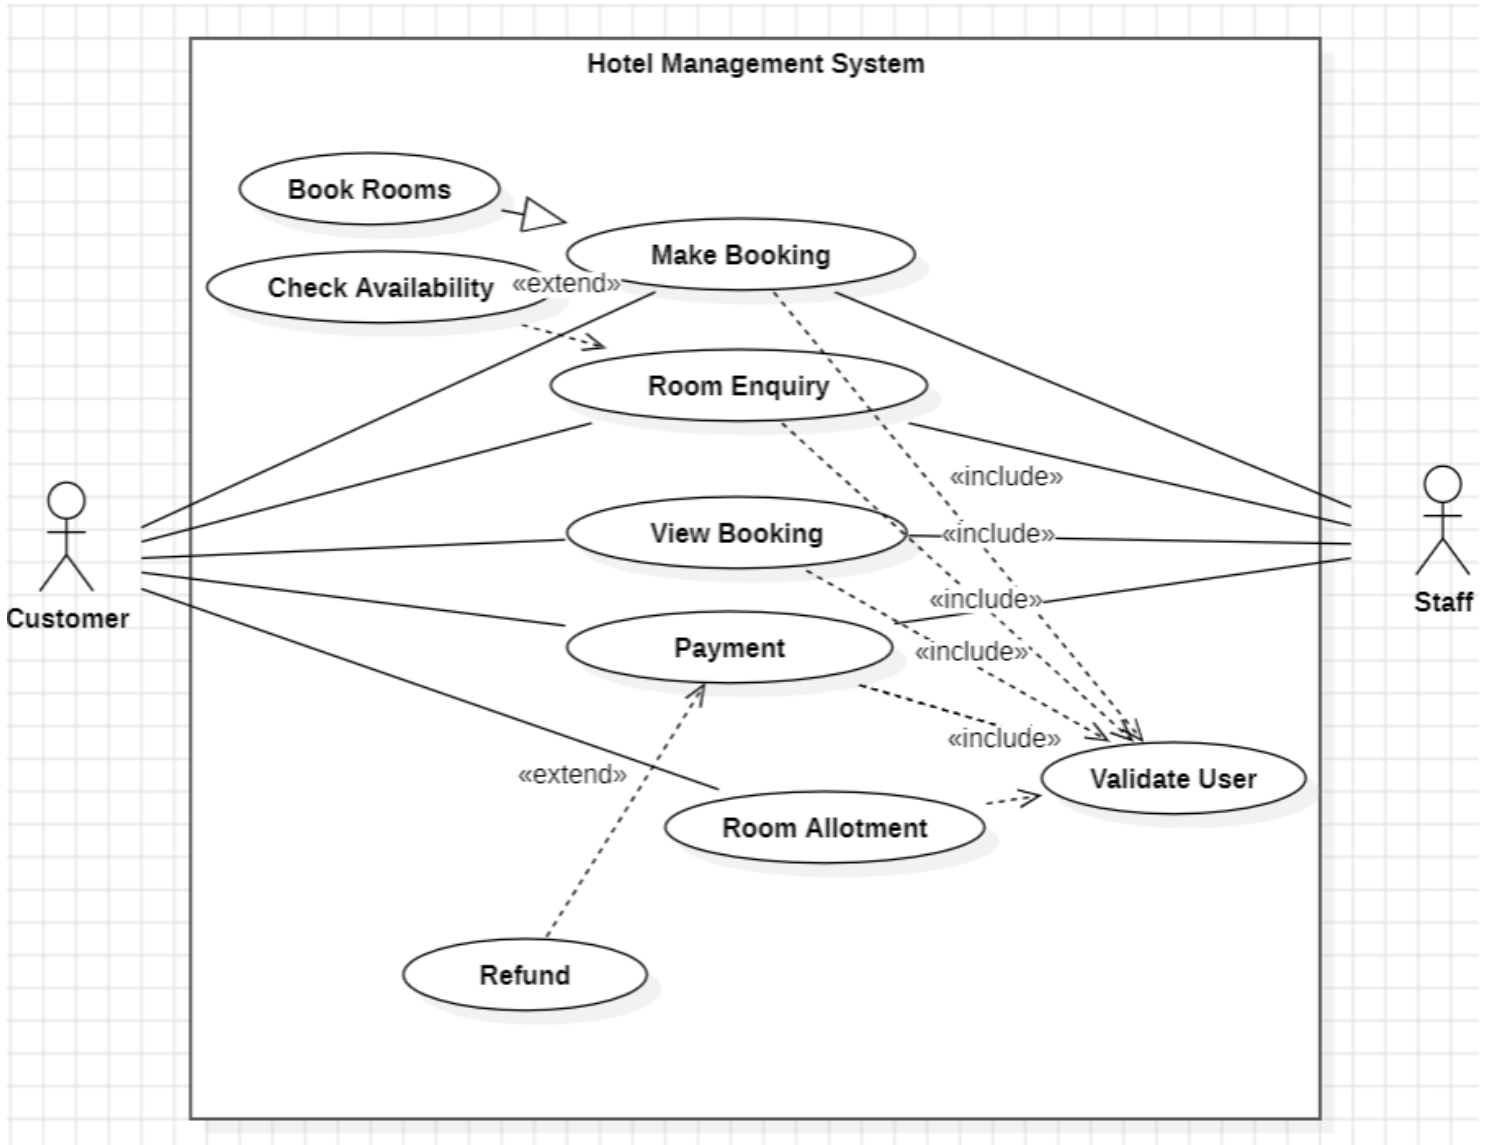 Hotel Management System
Book Rooms
Make Booking
Check Availability
«extend»
Room Enquiry
«include»
View Booking
«include»
«include»
Customer
Staff
Payment
«include»
«include»
«extend»
Validate User
Room Allotment
Refund